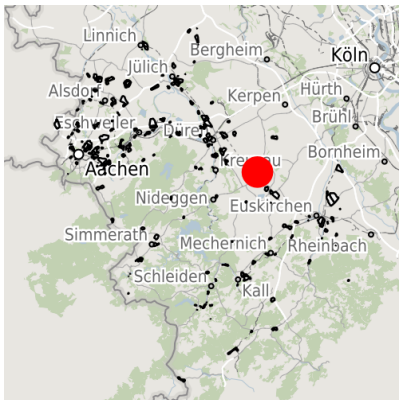 Linnich
Bergheim
Köln
Jülich
Alsdorf
Kerpen
Hürth
Brühl
Eschweiler
Düren
Bornheim
Aachen
Nideggen
Euskirchen
Simmerath
Mechernich
Rheinbach
Schleiden
Kall